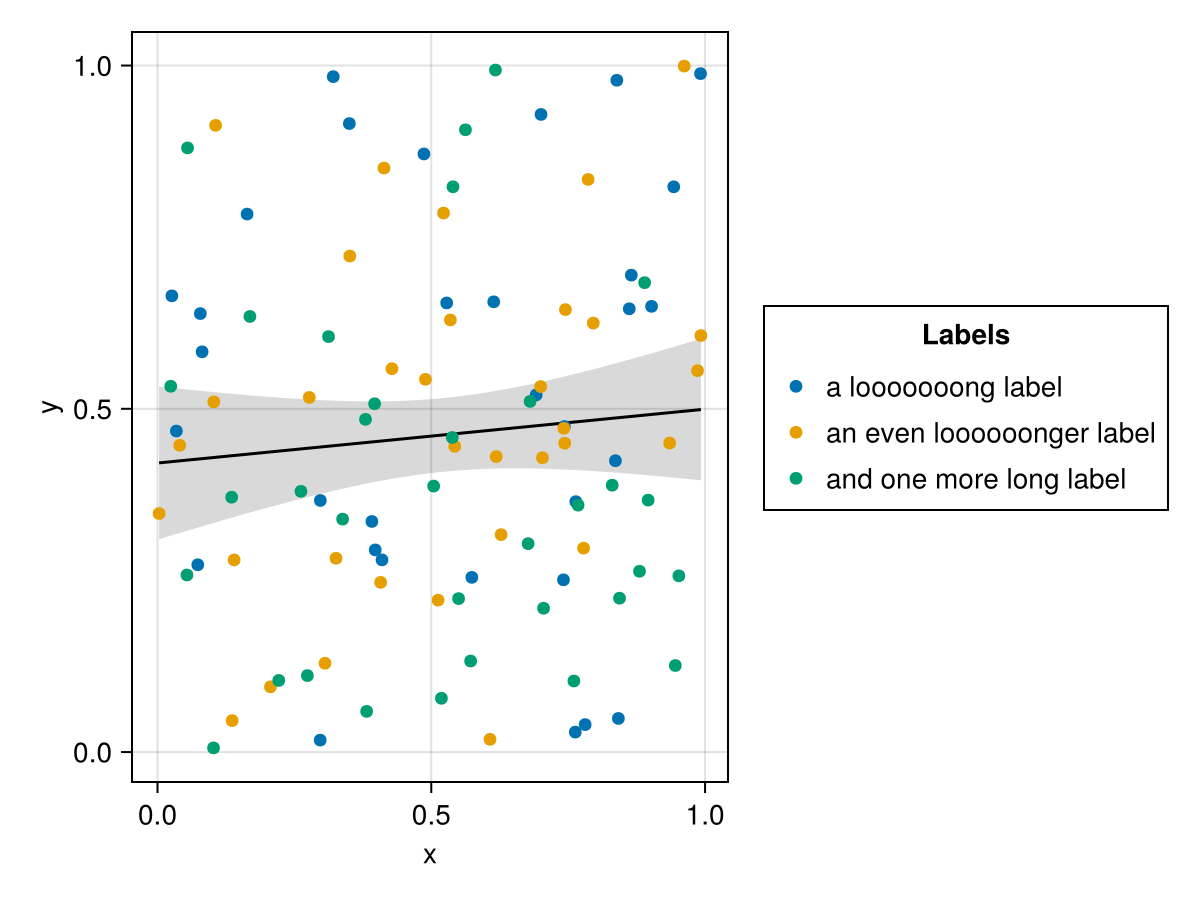 1.0
0.5
0.0
y
0.0 0.5 1.0
x
Labels
a looooooong label
an even loooooonger label
and one more long label